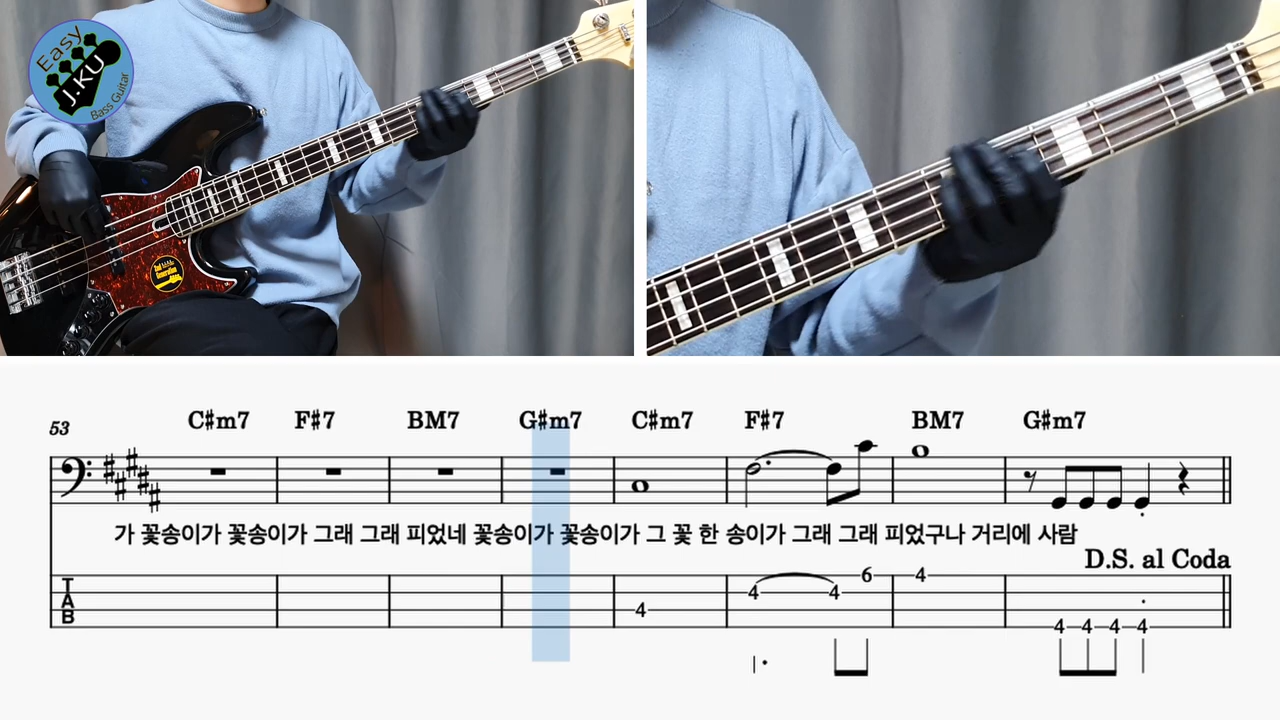 Easy
J.KU
Bass Guitar
2nd
Generation
53
C#m7 F#7 BM7 G#m7 C#m7 F#7 BM7 G#m7
가 꽃송이가 꽃송이가 그래 그래 피었네 꽃송이가 꽃송이가 그 꽃 한 송이가 그래 그래 피었구나 거리에 사람
D.S. al Coda
T
A
B
4 4 4 6 4 4 4 4 4